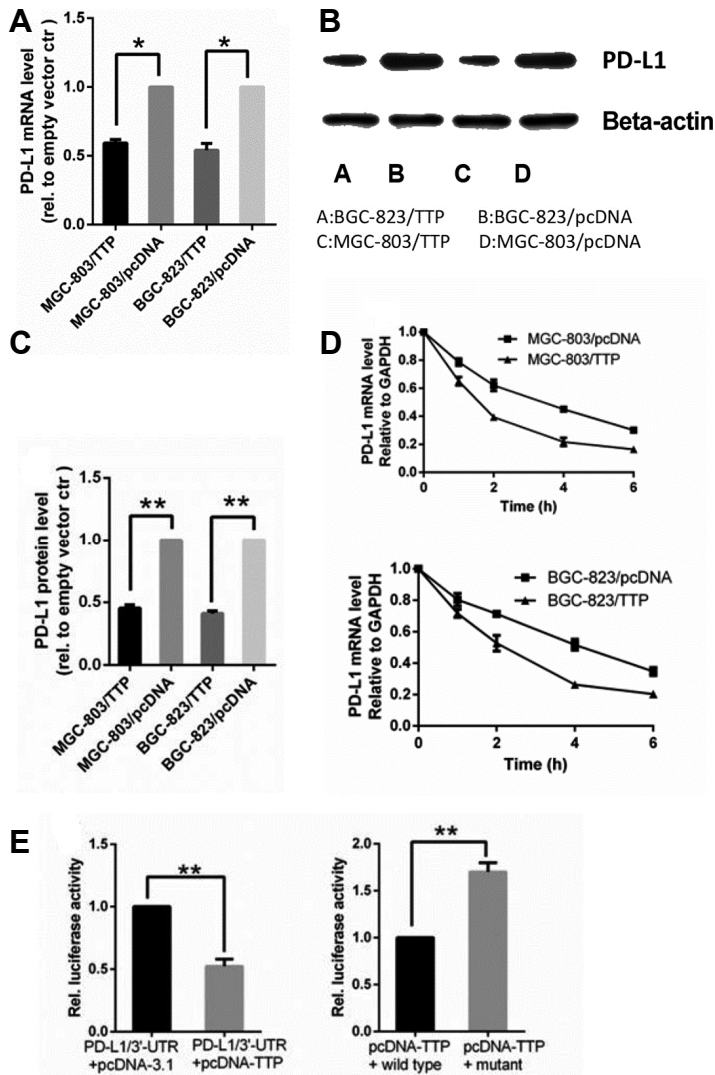 A
PD-L1 mRNA level
(rel. to empty vector ctr)
1.5
1.0
0.5
0.0
*
*
MGC-803/TTP
MGC-803/pcDNA
BGC-823/TTP
BGC-823/pcDNA
B
PD-L1
Beta-actin
A B C D
A:BGC-823/TTP B:BGC-823/pcDNA
C:MGC-803/TTP D:MGC-803/pcDNA
C
PD-L1 protein level
(rel. to empty vector ctr )
1.5
1.0
0.5
0.0
**
**
MGC-803/TTP
MGC-803/pcDNA
BGC-823/TTP
BGC-823/pcDNA
D
PD-L1 mRNA level
Relative to GAPDH
1.0
0.8
0.6
0.4
0.2
0.0
MGC-803/pcDNA
MGC-803/TTP
0 2 4 6
Time (h)
PD-L1 mRNA level
Relative to GAPDH
1.0
0.8
0.6
0.4
0.2
0.0
BGC-823/pcDNA
BGC-823/TTP
0 2 4 6
Time (h)
E
Rel. luciferase activity
1.5
1.0
0.5
0.0
**
PD-L1/3'-UTR
+pcDNA-3.1
PD-L1/3'-UTR
+pcDNA-TTP
Rel. luciferase activity
2.0
1.5
1.0
0.5
0.0
**
pcDNA-TTP
+ wild type
pcDNA-TTP
+ mutant